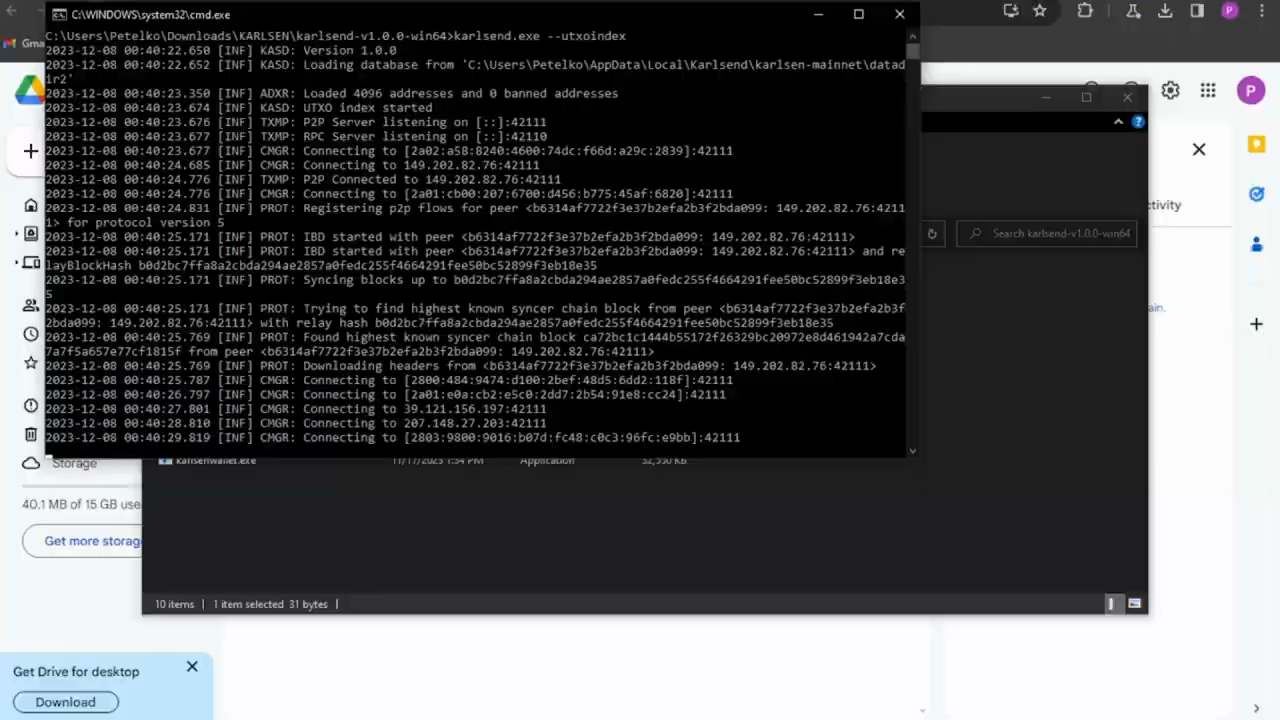 C:\WINDOWS\system32\cmd.exe
C:\Users\Petelko\Downloads\KARLSEN\karlsend-v1.0.0-win64>karlsend.exe --utxoindex
2023-12-08 00:40:22.650 [INF] KASD: Version 1.0.0
2023-12-08 00:40:22.652 [INF] KASD: Loading database from 'C:\Users\Petelko\AppData\Local\Karlsend\karlsen-mainnet\datad
ir2'
2023-12-08 00:40:23.350 [INF] ADXR: Loaded 4096 addresses and 0 banned addresses
2023-12-08 00:40:23.674 [INF] KASD: UTXO index started
2023-12-08 00:40:23.676 [INF] TXMP: P2P Server listening on [::]:42111
2023-12-08 00:40:23.677 [INF] TXMP: RPC Server listening on [::]:42110
2023-12-08 00:40:23.677 [INF] CMGR: Connecting to [2a02:a58:8240:4600:74dc:f66d:a29c:2839]:42111
2023-12-08 00:40:24.685 [INF] CMGR: Connecting to 149.202.82.76:42111
2023-12-08 00:40:24.776 [INF] TXMP: P2P Connected to 149.202.82.76:42111
2023-12-08 00:40:24.776 [INF] CMGR: Connecting to [2a01:cb00:207:6700:d456:b775:45af:6820]:42111
2023-12-08 00:40:24.831 [INF] PROT: Registering p2p flows for peer <b6314af7722f3e37b2efa2b3f2bda099: 149.202.82.76:4211
1> for protocol version 5
2023-12-08 00:40:25.171 [INF] PROT: IBD started with peer <b6314af7722f3e37b2efa2b3f2bda099: 149.202.82.76:42111>
2023-12-08 00:40:25.171 [INF] PROT: IBD started with peer <b6314af7722f3e37b2efa2b3f2bda099: 149.202.82.76:42111> and re
layBlockHash b0d2bc7ffa8a2cbda294ae2857a0fedc255f4664291fee50bc52899f3eb18e35
2023-12-08 00:40:25.171 [INF] PROT: Syncing blocks up to b0d2bc7ffa8a2cbda294ae2857a0fedc255f4664291fee50bc52899f3eb18e3
5
2023-12-08 00:40:25.171 [INF] PROT: Trying to find highest known syncer chain block from peer <b6314af7722f3e37b2efa2b3f
2bda099: 149.202.82.76:42111> with relay hash b0d2bc7ffa8a2cbda294ae2857a0fedc255f4664291fee50bc52899f3eb18e35
2023-12-08 00:40:25.769 [INF] PROT: Found highest known syncer chain block ca72bc1c1444b55172f26329bc20972e8d461942a7cda
7a7f5a657e77cf1815f from peer <b6314af7722f3e37b2efa2b3f2bda099: 149.202.82.76:42111>
2023-12-08 00:40:25.769 [INF] PROT: Downloading headers from <b6314af7722f3e37b2efa2b3f2bda099: 149.202.82.76:42111>
2023-12-08 00:40:25.787 [INF] CMGR: Connecting to [2800:484:9474:d100:2bef:48d5:6dd2:118f]:42111
2023-12-08 00:40:26.797 [INF] CMGR: Connecting to [2a01:e0a:cb2:e5c0:2dd7:2b54:91e8:cc24]:42111
2023-12-08 00:40:27.801 [INF] CMGR: Connecting to 39.121.156.197:42111
2023-12-08 00:40:28.810 [INF] CMGR: Connecting to 207.148.27.203:42111
2023-12-08 00:40:29.819 [INF] CMGR: Connecting to [2803:9800:9016:b07d:fc48:c0c3:96fc:e9bb]:42111
P
P
ctivity
Search karlsend-v1.0.0-win64
ain.
karlsenwallet.exe 11/17/2023 1:54 PM Application
Storage
40.1 MB of 15 GB use
Get more storag
10 items 1 item selected 31 bytes
Get Drive for desktop
Download